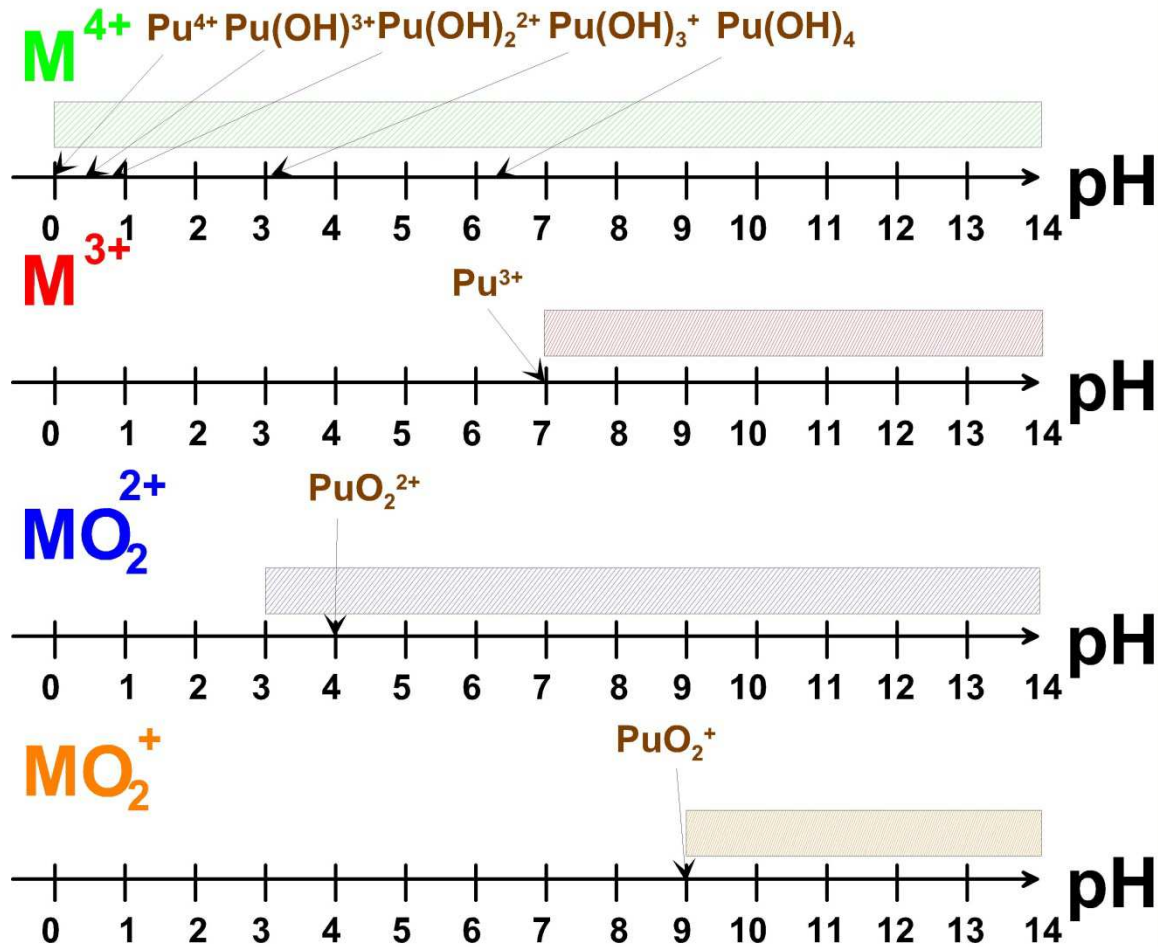 M⁴⁺ Pu⁴⁺ Pu(OH)³⁺ Pu(OH)₂²⁺ Pu(OH)₃⁺ Pu(OH)₄
pH
0 1 2 3 4 5 6 7 8 9 10 11 12 13 14
M³⁺
Pu³⁺
pH
0 1 2 3 4 5 6 7 8 9 10 11 12 13 14
MO₂²⁺
PuO₂²⁺
pH
0 1 2 3 4 5 6 7 8 9 10 11 12 13 14
MO₂⁺
PuO₂⁺
pH
0 1 2 3 4 5 6 7 8 9 10 11 12 13 14